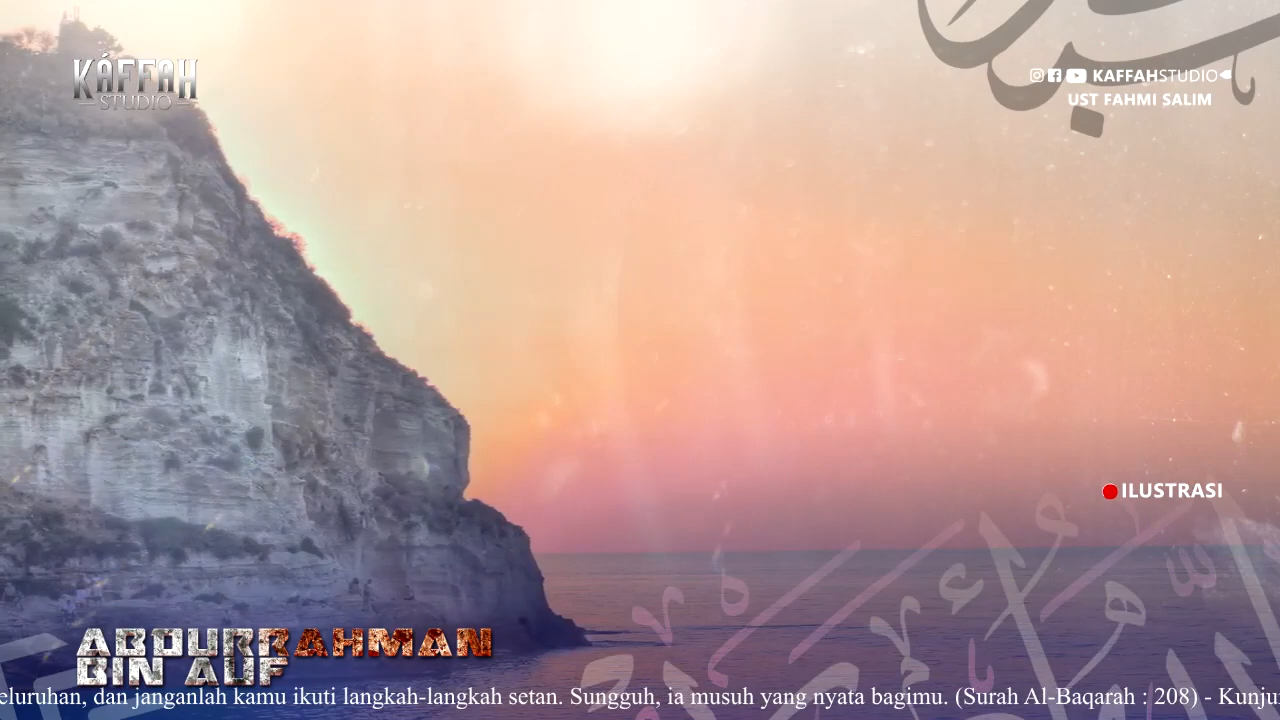 KÁFFAH
STUDIO
KAFFAHSTUDIO
UST FAHMI SALIM
ILUSTRASI
ABDURRAHMAN
BIN AUF
eluruhan, dan janganlah kamu ikuti langkah-langkah setan. Sungguh, ia musuh yang nyata bagimu. (Surah Al-Baqarah : 208) - Kunju